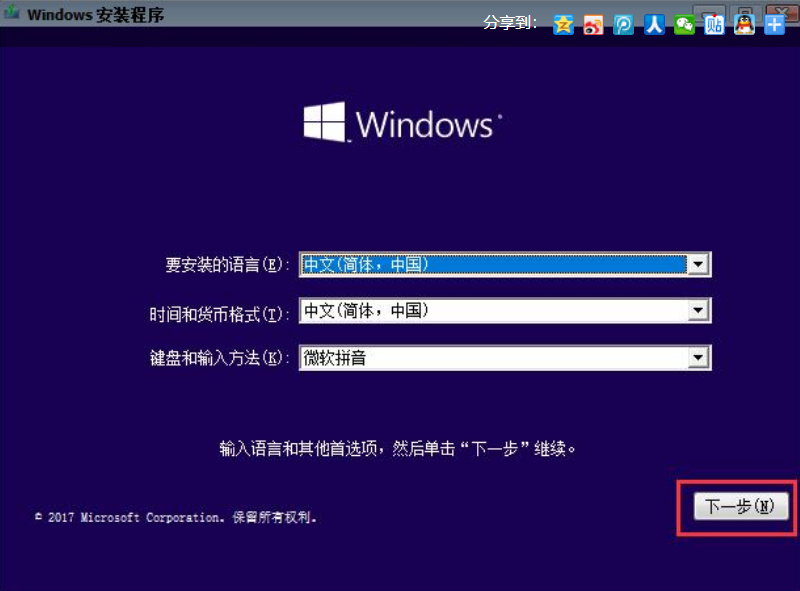 Windows 安装程序
分享到:
贴
Windows
要安装的语言(E): 中文(简体，中国)
时间和货币格式(T): 中文(简体，中国)
键盘和输入方法(K): 微软拼音
输入语言和其他首选项，然后单击“下一步”继续。
下一步(N)
© 2017 Microsoft Corporation。保留所有权利。